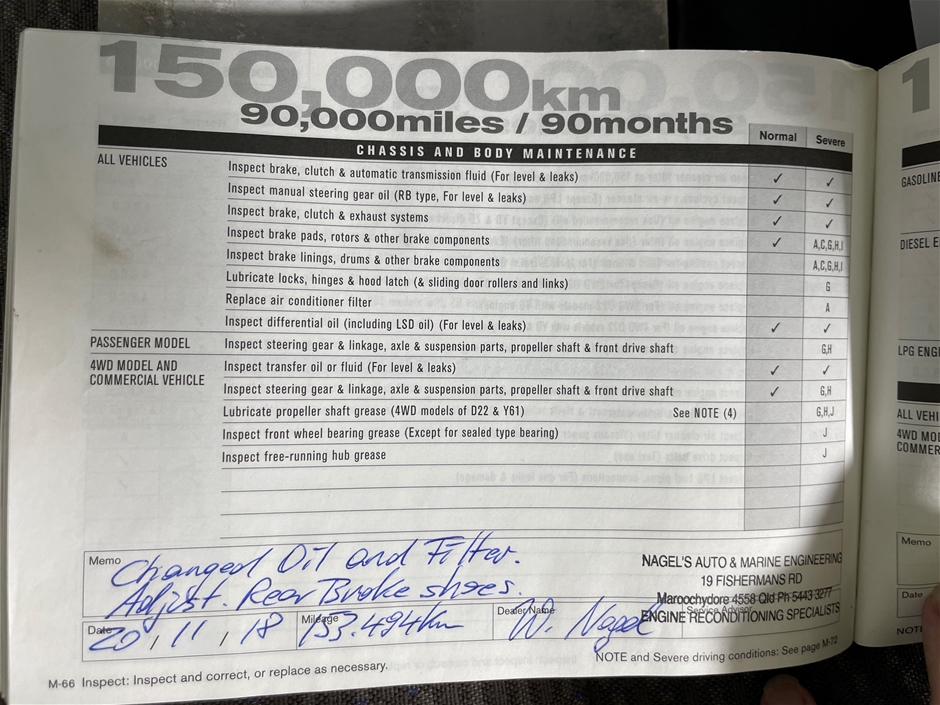 150,000km
90,000miles / 90months
Normal Severe
CHASSIS AND BODY MAINTENANCE
ALL VEHICLES
Inspect brake, clutch & automatic transmission fluid (For level & leaks) ✓ ✓
Inspect manual steering gear oil (RB type, For level & leaks) ✓ ✓
Inspect brake, clutch & exhaust systems ✓ ✓
Inspect brake pads, rotors & other brake components ✓ A,C,G,H,I
Inspect brake linings, drums & other brake components A,C,G,H,I
Lubricate locks, hinges & hood latch (& sliding door rollers and links) G
Replace air conditioner filter A
Inspect differential oil (including LSD oil) (For level & leaks) ✓ ✓
PASSENGER MODEL Inspect steering gear & linkage, axle & suspension parts, propeller shaft & front drive shaft G,H
4WD MODEL AND
COMMERCIAL VEHICLE
Inspect transfer oil or fluid (For level & leaks) ✓ ✓
Inspect steering gear & linkage, axle & suspension parts, propeller shaft & front drive shaft ✓ G,H
Lubricate propeller shaft grease (4WD models of D22 & Y61) See NOTE (4) G,H,J
Inspect front wheel bearing grease (Except for sealed type bearing) J
Inspect free-running hub grease J
Memo
Changed Oil and Filter.
Adjust. Rear Brake shoes.
NAGEL'S AUTO & MARINE ENGINEERING
19 FISHERMANS RD
Maroochydore 4558 Qld Ph 5443 3277
ENGINE RECONDITIONING SPECIALISTS
Date 20/11/18
Mileage 153.494km
Dealer Name W. Nagel
Service Advisor
NOTE and Severe driving conditions: See page M-72
M-66 Inspect: Inspect and correct, or replace as necessary.
1
GASOLINE
DIESEL E
LPG ENGI
ALL VEHI
4WD MO
COMMER
Memo
Date
NOT